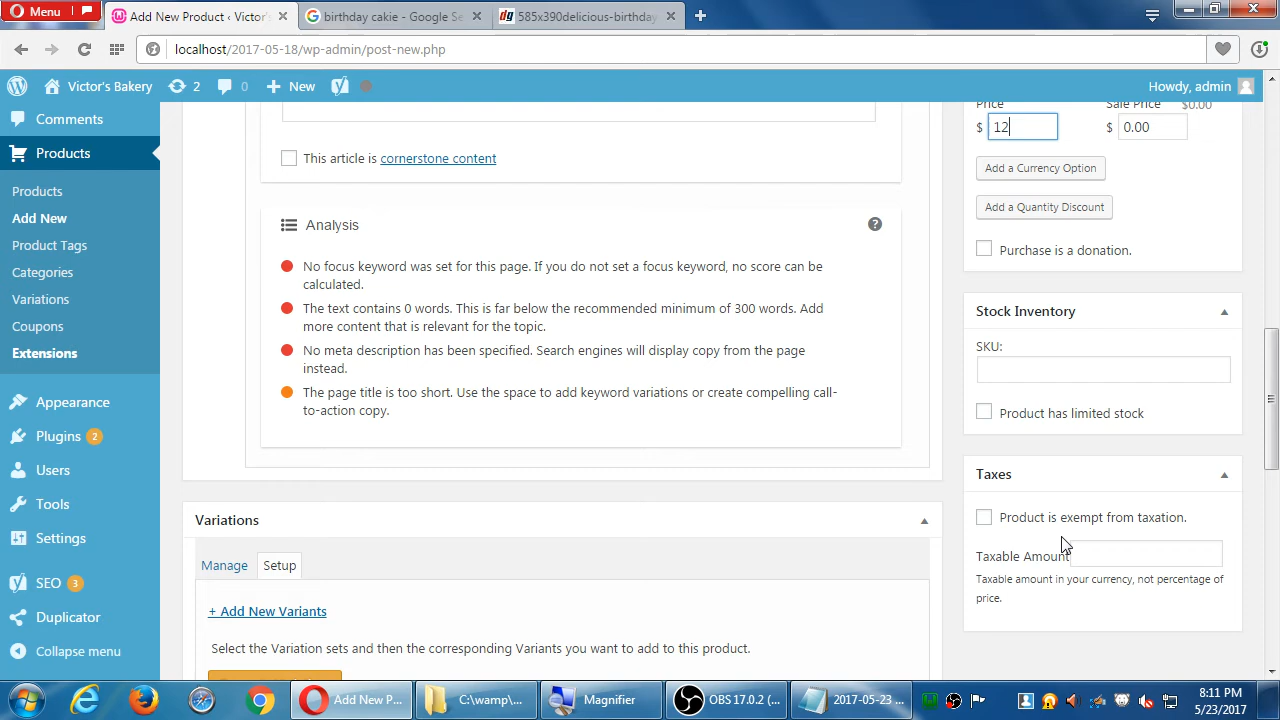 Menu
Add New Product ‹ Victor's
birthday cakie - Google Se
585x390delicious-birthday
localhost/2017-05-18/wp-admin/post-new.php
Victor's Bakery
2
0
New
Howdy, admin
Comments
Products
Products
Add New
Product Tags
Categories
Variations
Coupons
Extensions
Appearance
Plugins 2
Users
Tools
Settings
SEO 3
Duplicator
Collapse menu
This article is cornerstone content
Analysis
No focus keyword was set for this page. If you do not set a focus keyword, no score can be
calculated.
The text contains 0 words. This is far below the recommended minimum of 300 words. Add
more content that is relevant for the topic.
No meta description has been specified. Search engines will display copy from the page
instead.
The page title is too short. Use the space to add keyword variations or create compelling call-
to-action copy.
Variations
Manage
Setup
+ Add New Variants
Select the Variation sets and then the corresponding Variants you want to add to this product.
Price
Sale Price
$0.00
$ 12
$ 0.00
Add a Currency Option
Add a Quantity Discount
Purchase is a donation.
Stock Inventory
SKU:
Product has limited stock
Taxes
Product is exempt from taxation.
Taxable Amount
Taxable amount in your currency, not percentage of
price.
Add New P...
C:\wamp\...
Magnifier
OBS 17.0.2 (...
2017-05-23 ...
8:11 PM
5/23/2017